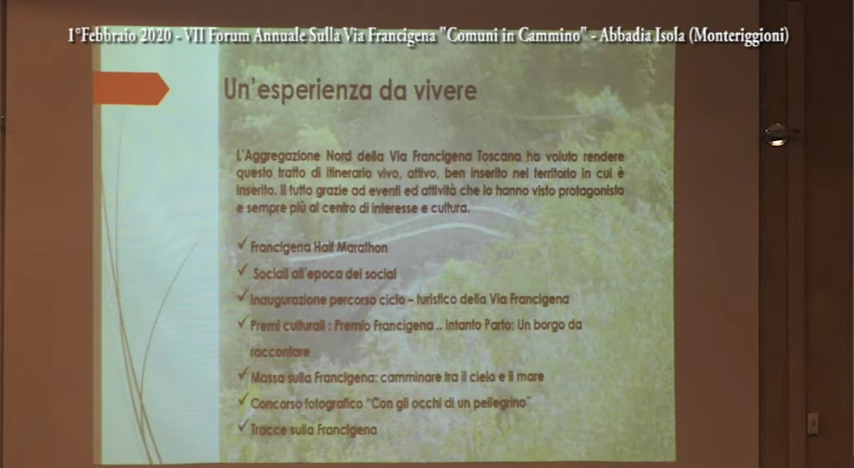 1°Febbraio 2020 - VII Forum Annuale Sulla Via Francigena "Comuni in Cammino" - Abbadia Isola (Monteriggioni)
Un'esperienza da vivere
L'Aggregazione Nord della Via Francigena Toscana ha voluto rendere
questo tratto di itinerario vivo, attivo, ben inserito nel territorio in cui è
inserito. Il tutto grazie ad eventi ed attività che lo hanno visto protagonista
e sempre più al centro di interesse e cultura.
✓ Francigena Half Marathon
✓ Sociali all'epoca dei social
✓ Inaugurazione percorso ciclo – turistico della Via Francigena
✓ Premi culturali : Premio Francigena .. Intanto Parto: Un borgo da
raccontare
✓ Massa sulla Francigena: camminare tra il cielo e il mare
✓ Concorso fotografico "Con gli occhi di un pellegrino"
✓ Tracce sulla Francigena